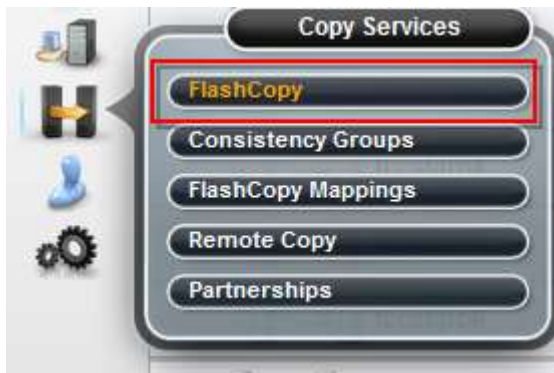 Copy Services
FlashCopy
Consistency Groups
FlashCopy Mappings
Remote Copy
Partnerships